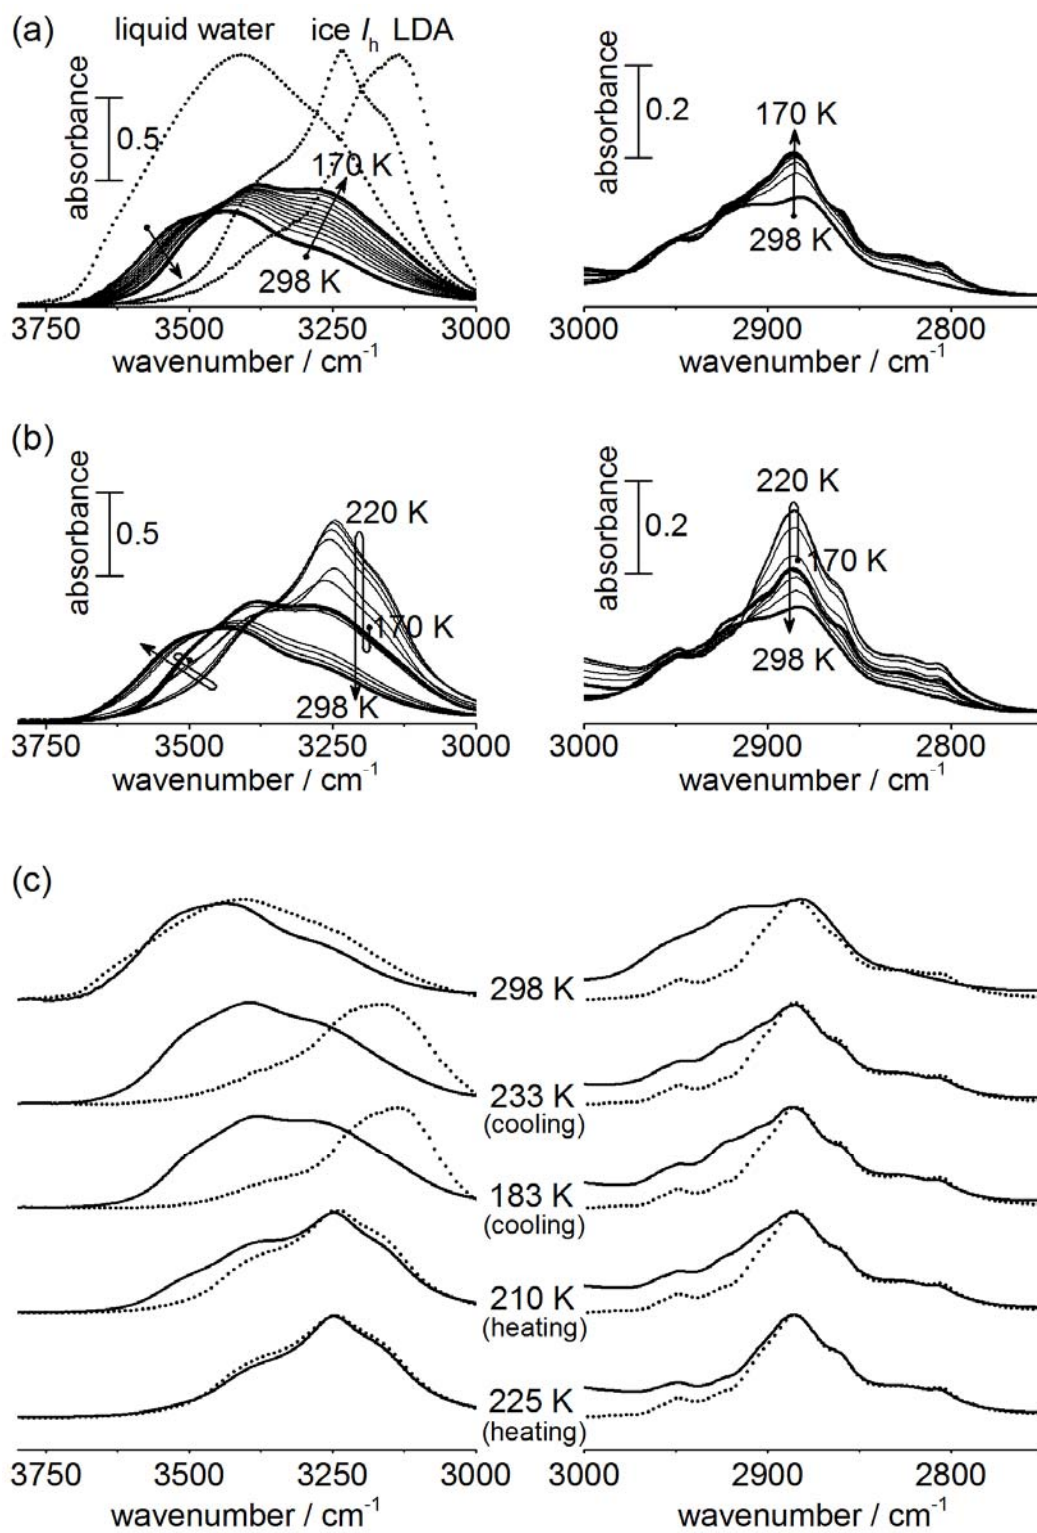 (a)
liquid water
ice Iₕ
LDA
absorbance
0.5
170 K
298 K
3750
3500
3250
3000
wavenumber / cm⁻¹
absorbance
0.2
170 K
298 K
3000
2900
2800
wavenumber / cm⁻¹
(b)
absorbance
0.5
220 K
170 K
298 K
3750
3500
3250
3000
wavenumber / cm⁻¹
absorbance
0.2
220 K
170 K
298 K
3000
2900
2800
wavenumber / cm⁻¹
(c)
298 K
233 K
(cooling)
183 K
(cooling)
210 K
(heating)
225 K
(heating)
3750
3500
3250
3000
wavenumber / cm⁻¹
3000
2900
2800
wavenumber / cm⁻¹